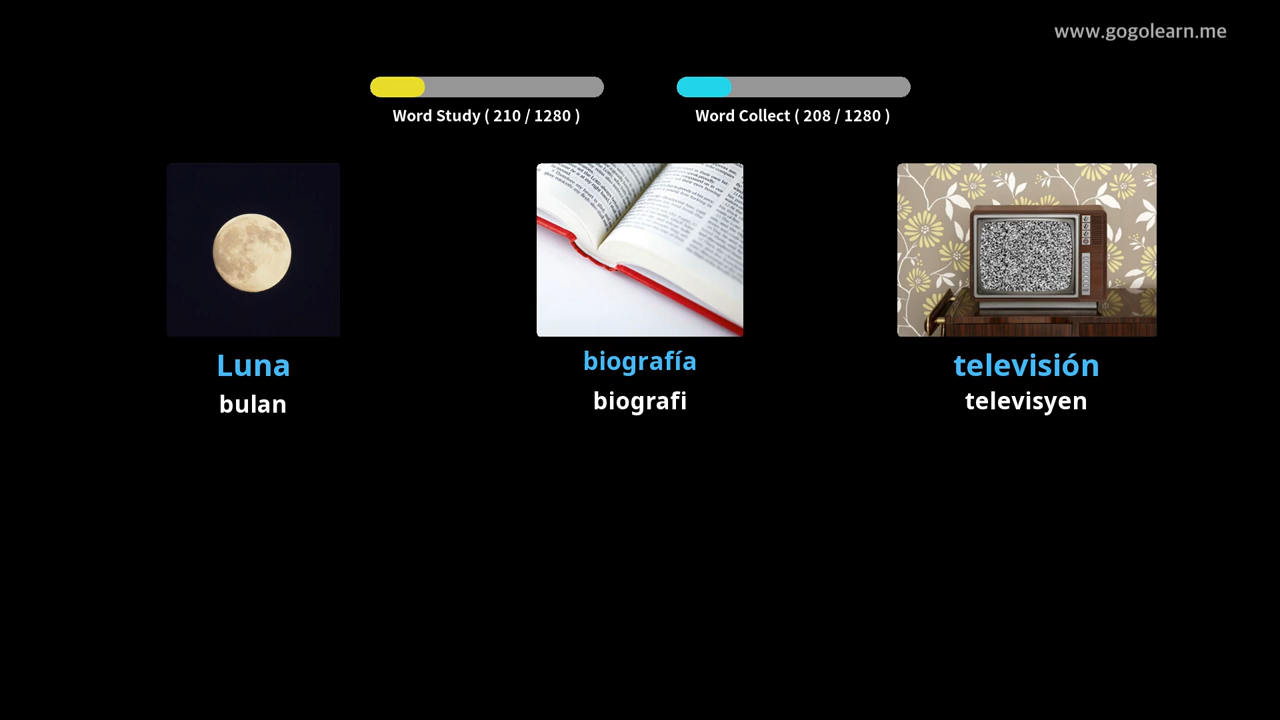 www.gogolearn.me
Word Study ( 210 / 1280 )
Word Collect ( 208 / 1280 )
Luna
bulan
biografía
biografi
televisión
televisyen